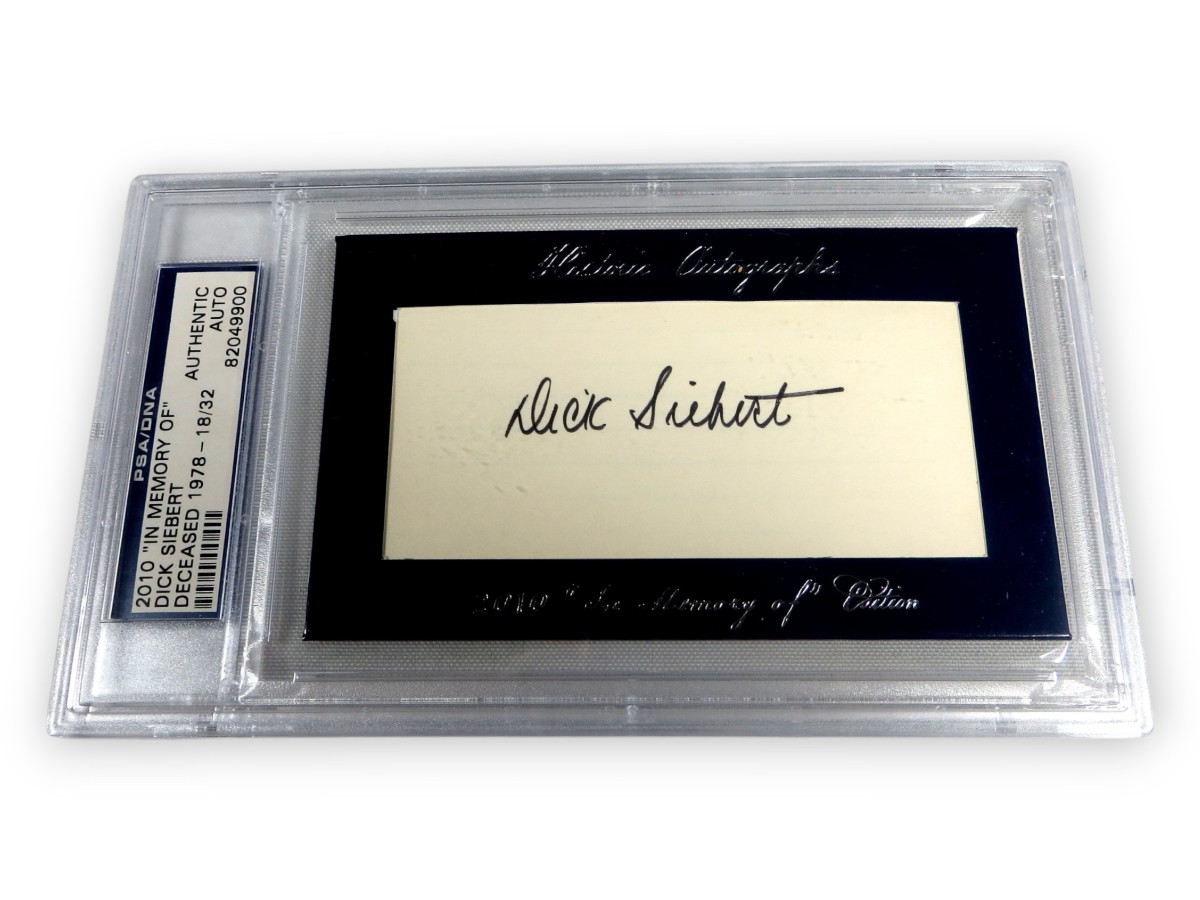 PSA/DNA
2010 "IN MEMORY OF"
DICK SIEBERT
DECEASED 1978 - 18/32
AUTHENTIC
AUTO
82049900
Historic Autographs
Dick Siebert
2010 "In Memory of" Edition